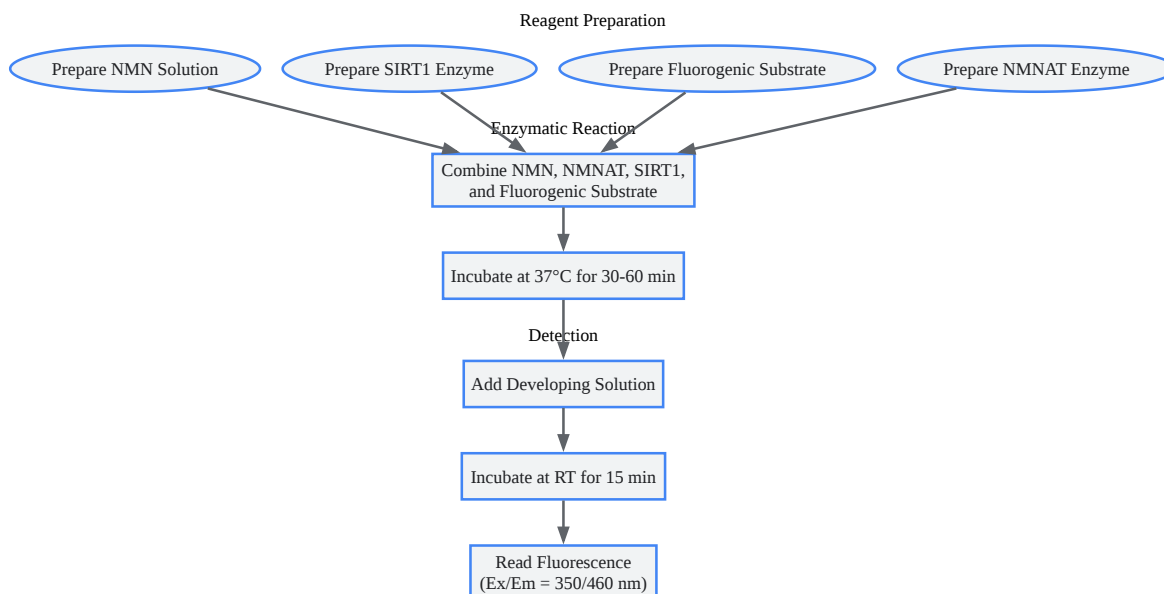 Reagent Preparation
Prepare NMN Solution
Prepare SIRT1 Enzyme
Prepare Fluorogenic Substrate
Prepare NMNAT Enzyme
Enzymatic Reaction
Combine NMN, NMNAT, SIRT1,
and Fluorogenic Substrate
Incubate at 37°C for 30-60 min
Detection
Add Developing Solution
Incubate at RT for 15 min
Read Fluorescence
(Ex/Em = 350/460 nm)